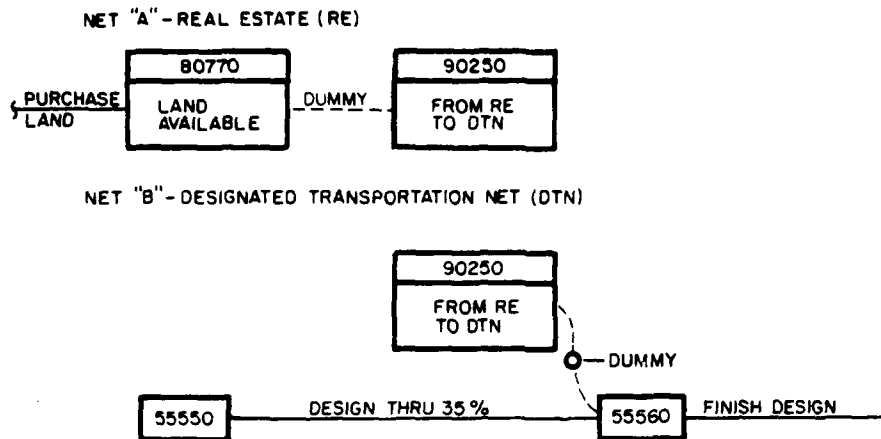 NET "A" - REAL ESTATE (RE)
80770
90250
PURCHASE
LAND
LAND
AVAILABLE
DUMMY
FROM RE
TO DTN
NET "B" - DESIGNATED TRANSPORTATION NET (DTN)
90250
FROM RE
TO DTN
DUMMY
55550
DESIGN THRU 35%
55560
FINISH DESIGN